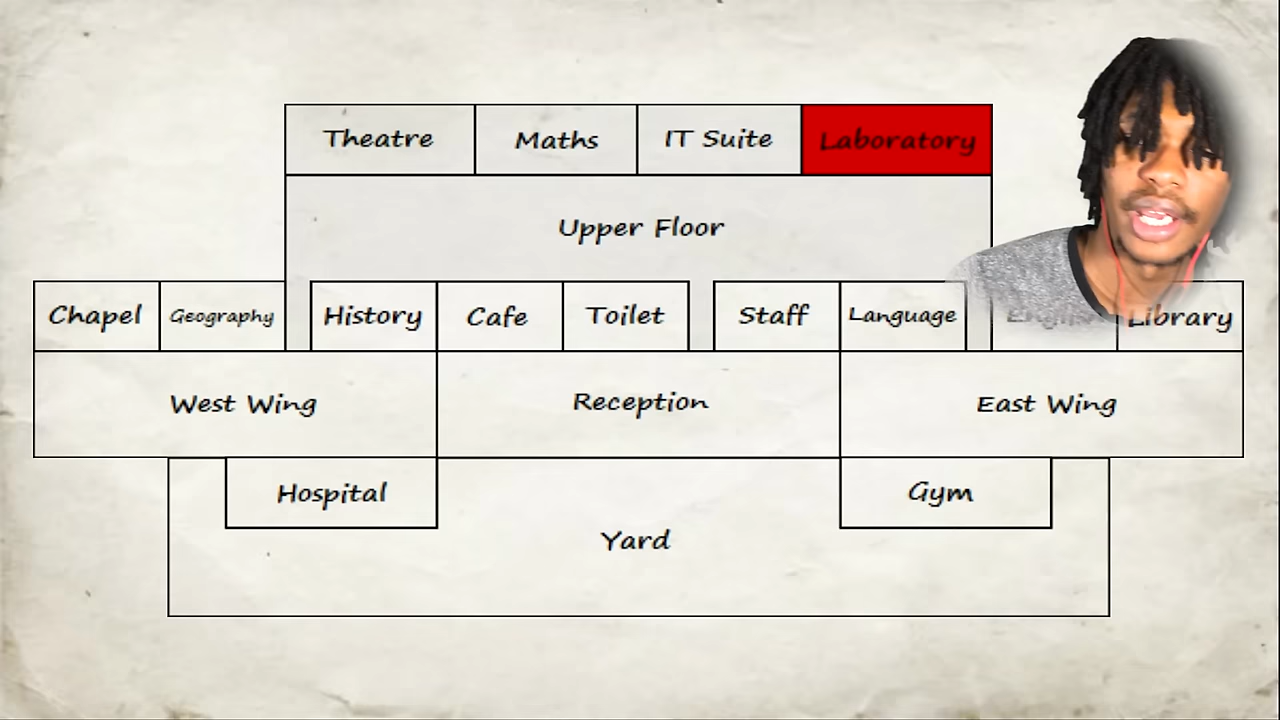 Theatre
Maths
IT Suite
Laboratory
Upper Floor
Chapel
Geography
History
Cafe
Toilet
Staff
Language
Library
West Wing
Reception
East Wing
Hospital
Gym
Yard